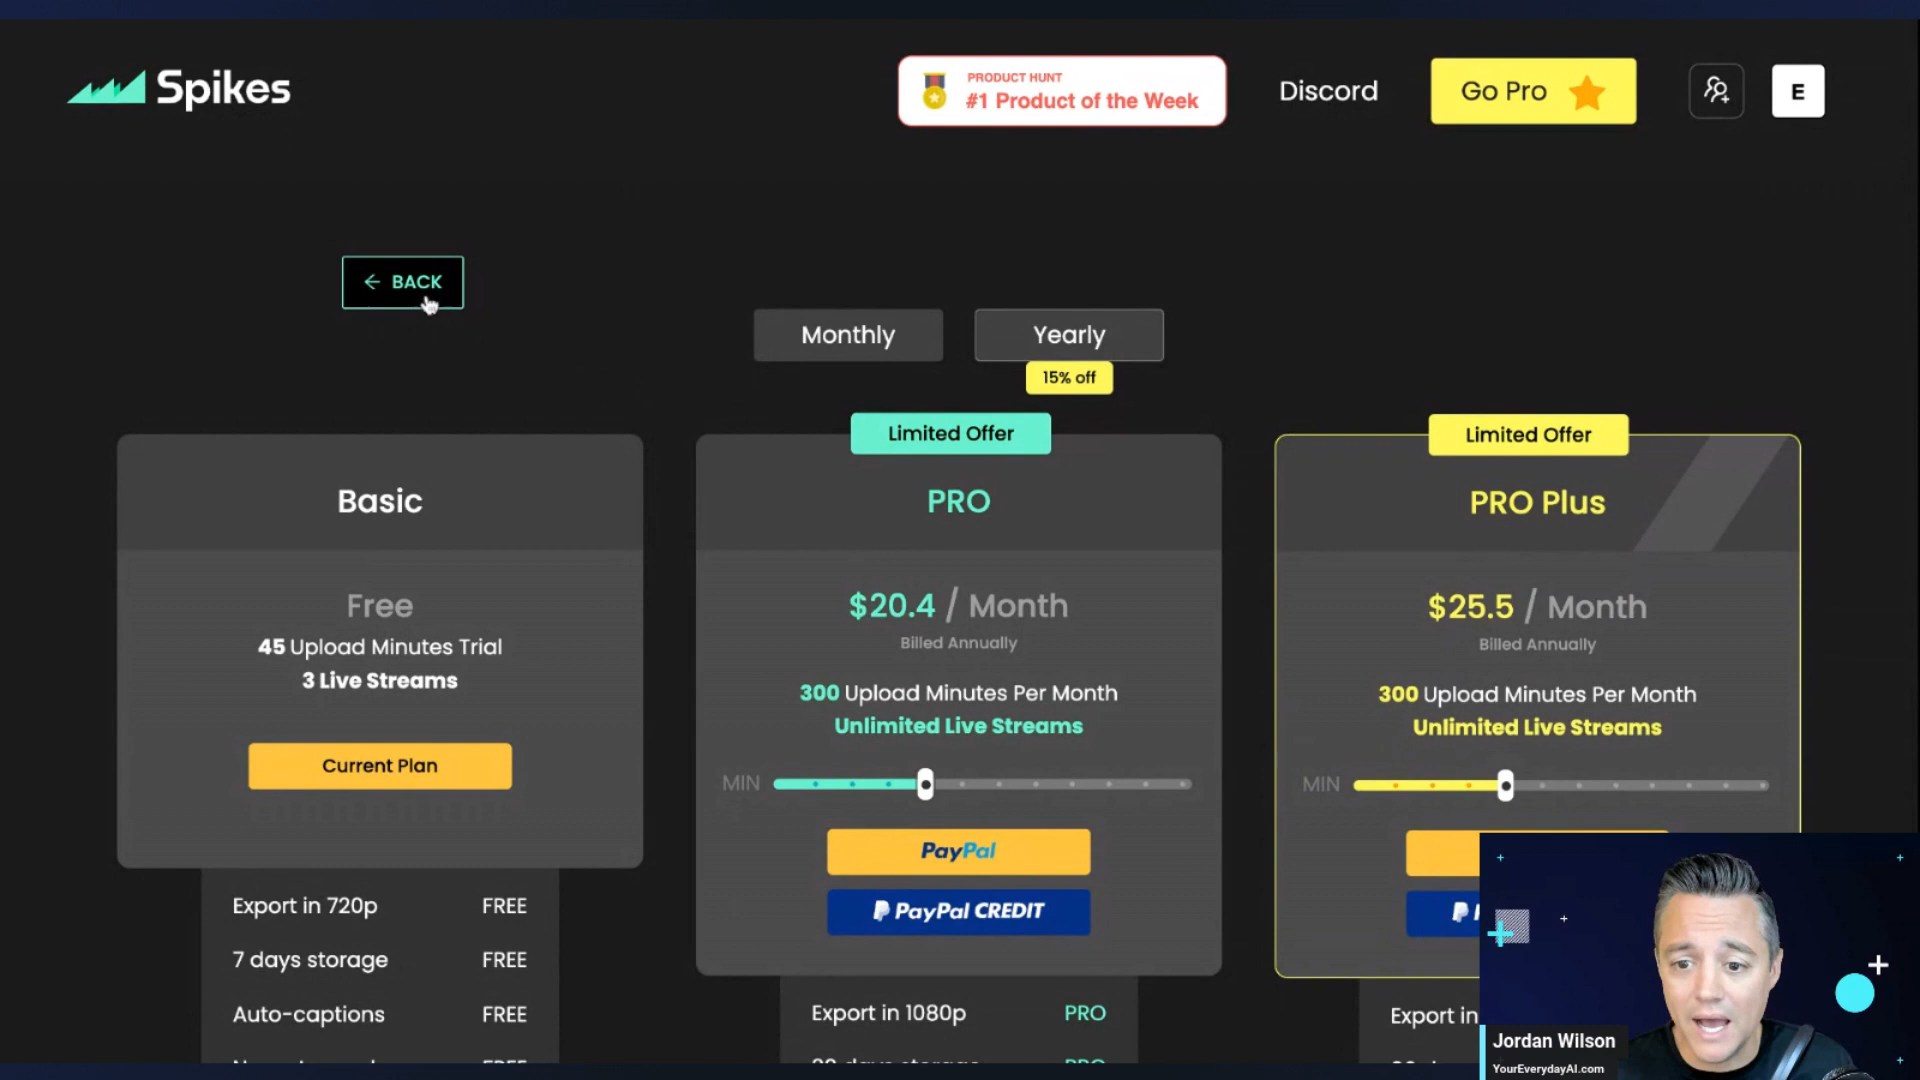 Spikes
PRODUCT HUNT
#1 Product of the Week
Discord
Go Pro
E
← BACK
Monthly
Yearly
15% off
Basic
Free
45 Upload Minutes Trial
3 Live Streams
Current Plan
Export in 720p FREE
7 days storage FREE
Auto-captions FREE
FREE
Limited Offer
PRO
$20.4 / Month
Billed Annually
300 Upload Minutes Per Month
Unlimited Live Streams
MIN
PayPal
PayPal CREDIT
Export in 1080p PRO
days storage PRO
Limited Offer
PRO Plus
$25.5 / Month
Billed Annually
300 Upload Minutes Per Month
Unlimited Live Streams
MIN
Export in
Jordan Wilson
YourEverydayAI.com